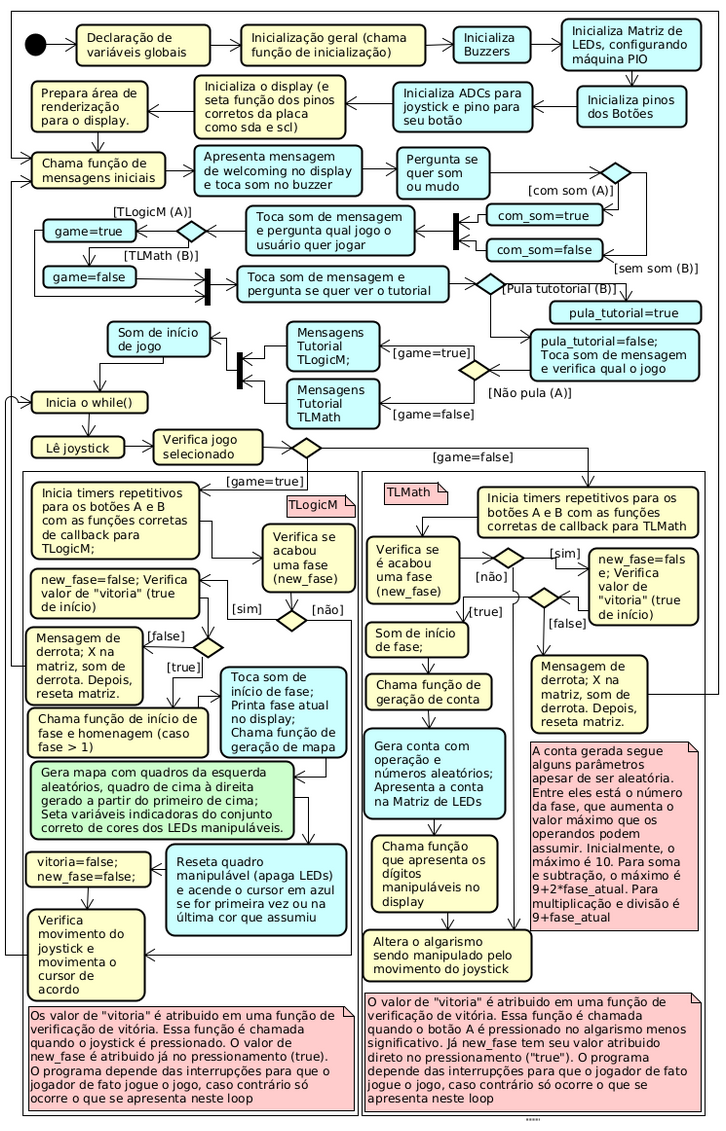 Declaração de
variáveis globais
Inicialização geral (chama
função de inicialização)
Inicializa
Buzzers
Inicializa Matriz de
LEDs, configurando
máquina PIO
Prepara área de
renderização
para o display.
Inicializa o display (e
seta função dos pinos
corretos da placa
como sda e scl)
Inicializa ADCs para
joystick e pino para
seu botão
Inicializa pinos
dos Botões
Chama função de
mensagens iniciais
Apresenta mensagem
de welcoming no display
e toca som no buzzer
Pergunta se
quer som
ou mudo
[com som (A)]
com_som=true
com_som=false
[sem som (B)]
Toca som de mensagem
e pergunta qual jogo o
usuário quer jogar
[TLogicM (A)]
game=true
[TLMath (B)]
game=false
Toca som de mensagem e
pergunta se quer ver o tutorial
[Pula tutotorial (B)]
pula_tutorial=true
pula_tutorial=false;
Toca som de mensagem
e verifica qual o jogo
[Não pula (A)]
[game=true]
[game=false]
Mensagens
Tutorial
TLogicM;
Mensagens
Tutorial
TLMath
Som de início
de jogo
Inicia o while()
Lê joystick
Verifica jogo
selecionado
[game=false]
[game=true]
TLogicM
Inicia timers repetitivos
para os botões A e B
com as funções corretas
de callback para
TLogicM;
Verifica se
acabou
uma fase
(new_fase)
[sim]
[não]
new_fase=false; Verifica
valor de "vitoria" (true
de início)
[false]
[true]
Mensagem de
derrota; X na
matriz, som de
derrota. Depois,
reseta matriz.
Chama função de início de
fase e homenagem (caso
fase > 1)
Toca som de
início de fase;
Printa fase atual
no display;
Chama função de
geração de mapa
Gera mapa com quadros da esquerda
aleatórios, quadro de cima à direita
gerado a partir do primeiro de cima;
Seta variáveis indicadoras do conjunto
correto de cores dos LEDs manipuláveis.
Reseta quadro
manipulável (apaga LEDs)
e acende o cursor em azul
se for primeira vez ou na
última cor que assumiu
vitoria=false;
new_fase=false;
Verifica
movimento do
joystick e
movimenta o
cursor de
acordo
Os valor de "vitoria" é atribuido em uma função de
verificação de vitória. Essa função é chamada
quando o joystick é pressionado. O valor de
new_fase é atribuido já no pressionamento (true).
O programa depende das interrupções para que o
jogador de fato jogue o jogo, caso contrário só
ocorre o que se apresenta neste loop
TLMath
Inicia timers repetitivos para os
botões A e B com as funções
corretas de callback para TLMath
Verifica se
é acabou
uma fase
(new_fase)
[sim]
[não]
new_fase=fals
e; Verifica
valor de
"vitoria" (true
de início)
[true]
[false]
Som de início de
fase;
Mensagem de
derrota; X na
matriz, som de
derrota. Depois,
reseta matriz.
Chama função de
geração de conta
Gera conta com
operação e
números aleatórios;
Apresenta a conta
na Matriz de LEDs
Chama função
que apresenta os
dígitos
manipuláveis no
display
Altera o algarismo
sendo manipulado pelo
movimento do joystick
A conta gerada segue
alguns parâmetros
apesar de ser aleatória.
Entre eles está o número
da fase, que aumenta o
valor máximo que os
operandos podem
assumir. Inicialmente, o
máximo é 10. Para soma
e subtração, o máximo é
9+2*fase_atual. Para
multiplicação e divisão é
9+fase_atual
O valor de "vitoria" é atribuido em uma função de
verificação de vitória. Essa função é chamada
quando o botão A é pressionado no algarismo menos
significativo. Já new_fase tem seu valor atribuido
direto no pressionamento ("true"). O programa
depende das interrupções para que o jogador de fato
jogue o jogo, caso contrário só ocorre o que se
apresenta neste loop